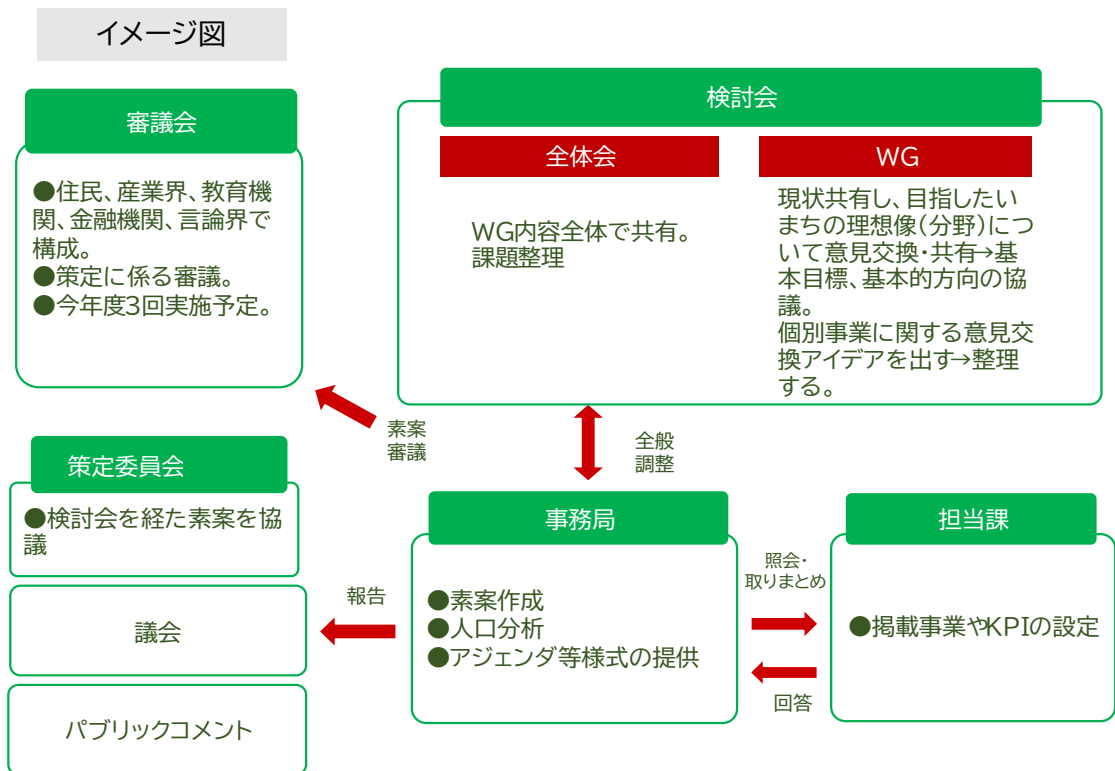 イメージ図
審議会
●住民、産業界、教育機
関、金融機関、言論界で
構成。
●策定に係る審議。
●今年度3回実施予定。
検討会
全体会
WG内容全体で共有。
課題整理
WG
現状共有し、目指したい
まちの理想像(分野)につ
いて意見交換・共有→基
本目標、基本的方向の協
議。
個別事業に関する意見交
換アイデアを出す→整理
する。
素案
審議
全般
調整
策定委員会
●検討会を経た素案を協
議
議会
パブリックコメント
報告
事務局
●素案作成
●人口分析
●アジェンダ等様式の提供
照会・
取りまとめ
回答
担当課
●掲載事業やKPIの設定